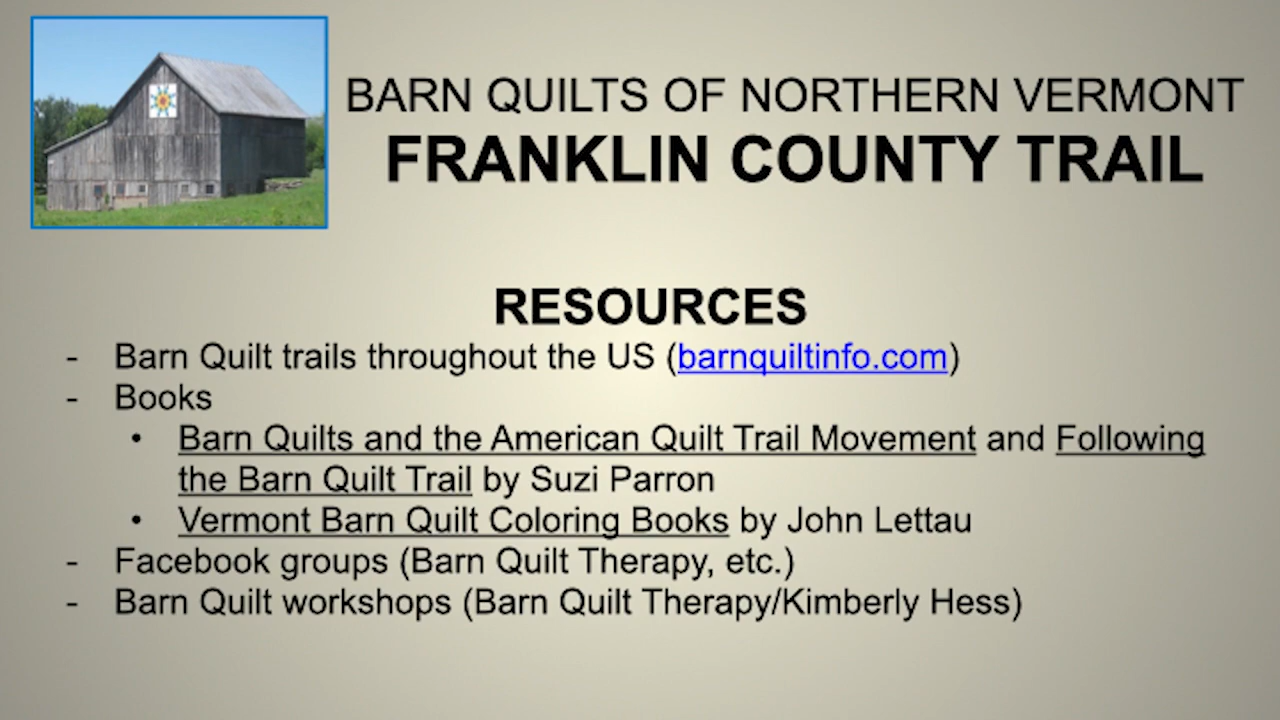 BARN QUILTS OF NORTHERN VERMONT
FRANKLIN COUNTY TRAIL
RESOURCES
- Barn Quilt trails throughout the US (barnquiltinfo.com)
- Books
• Barn Quilts and the American Quilt Trail Movement and Following
the Barn Quilt Trail by Suzi Parron
• Vermont Barn Quilt Coloring Books by John Lettau
- Facebook groups (Barn Quilt Therapy, etc.)
- Barn Quilt workshops (Barn Quilt Therapy/Kimberly Hess)